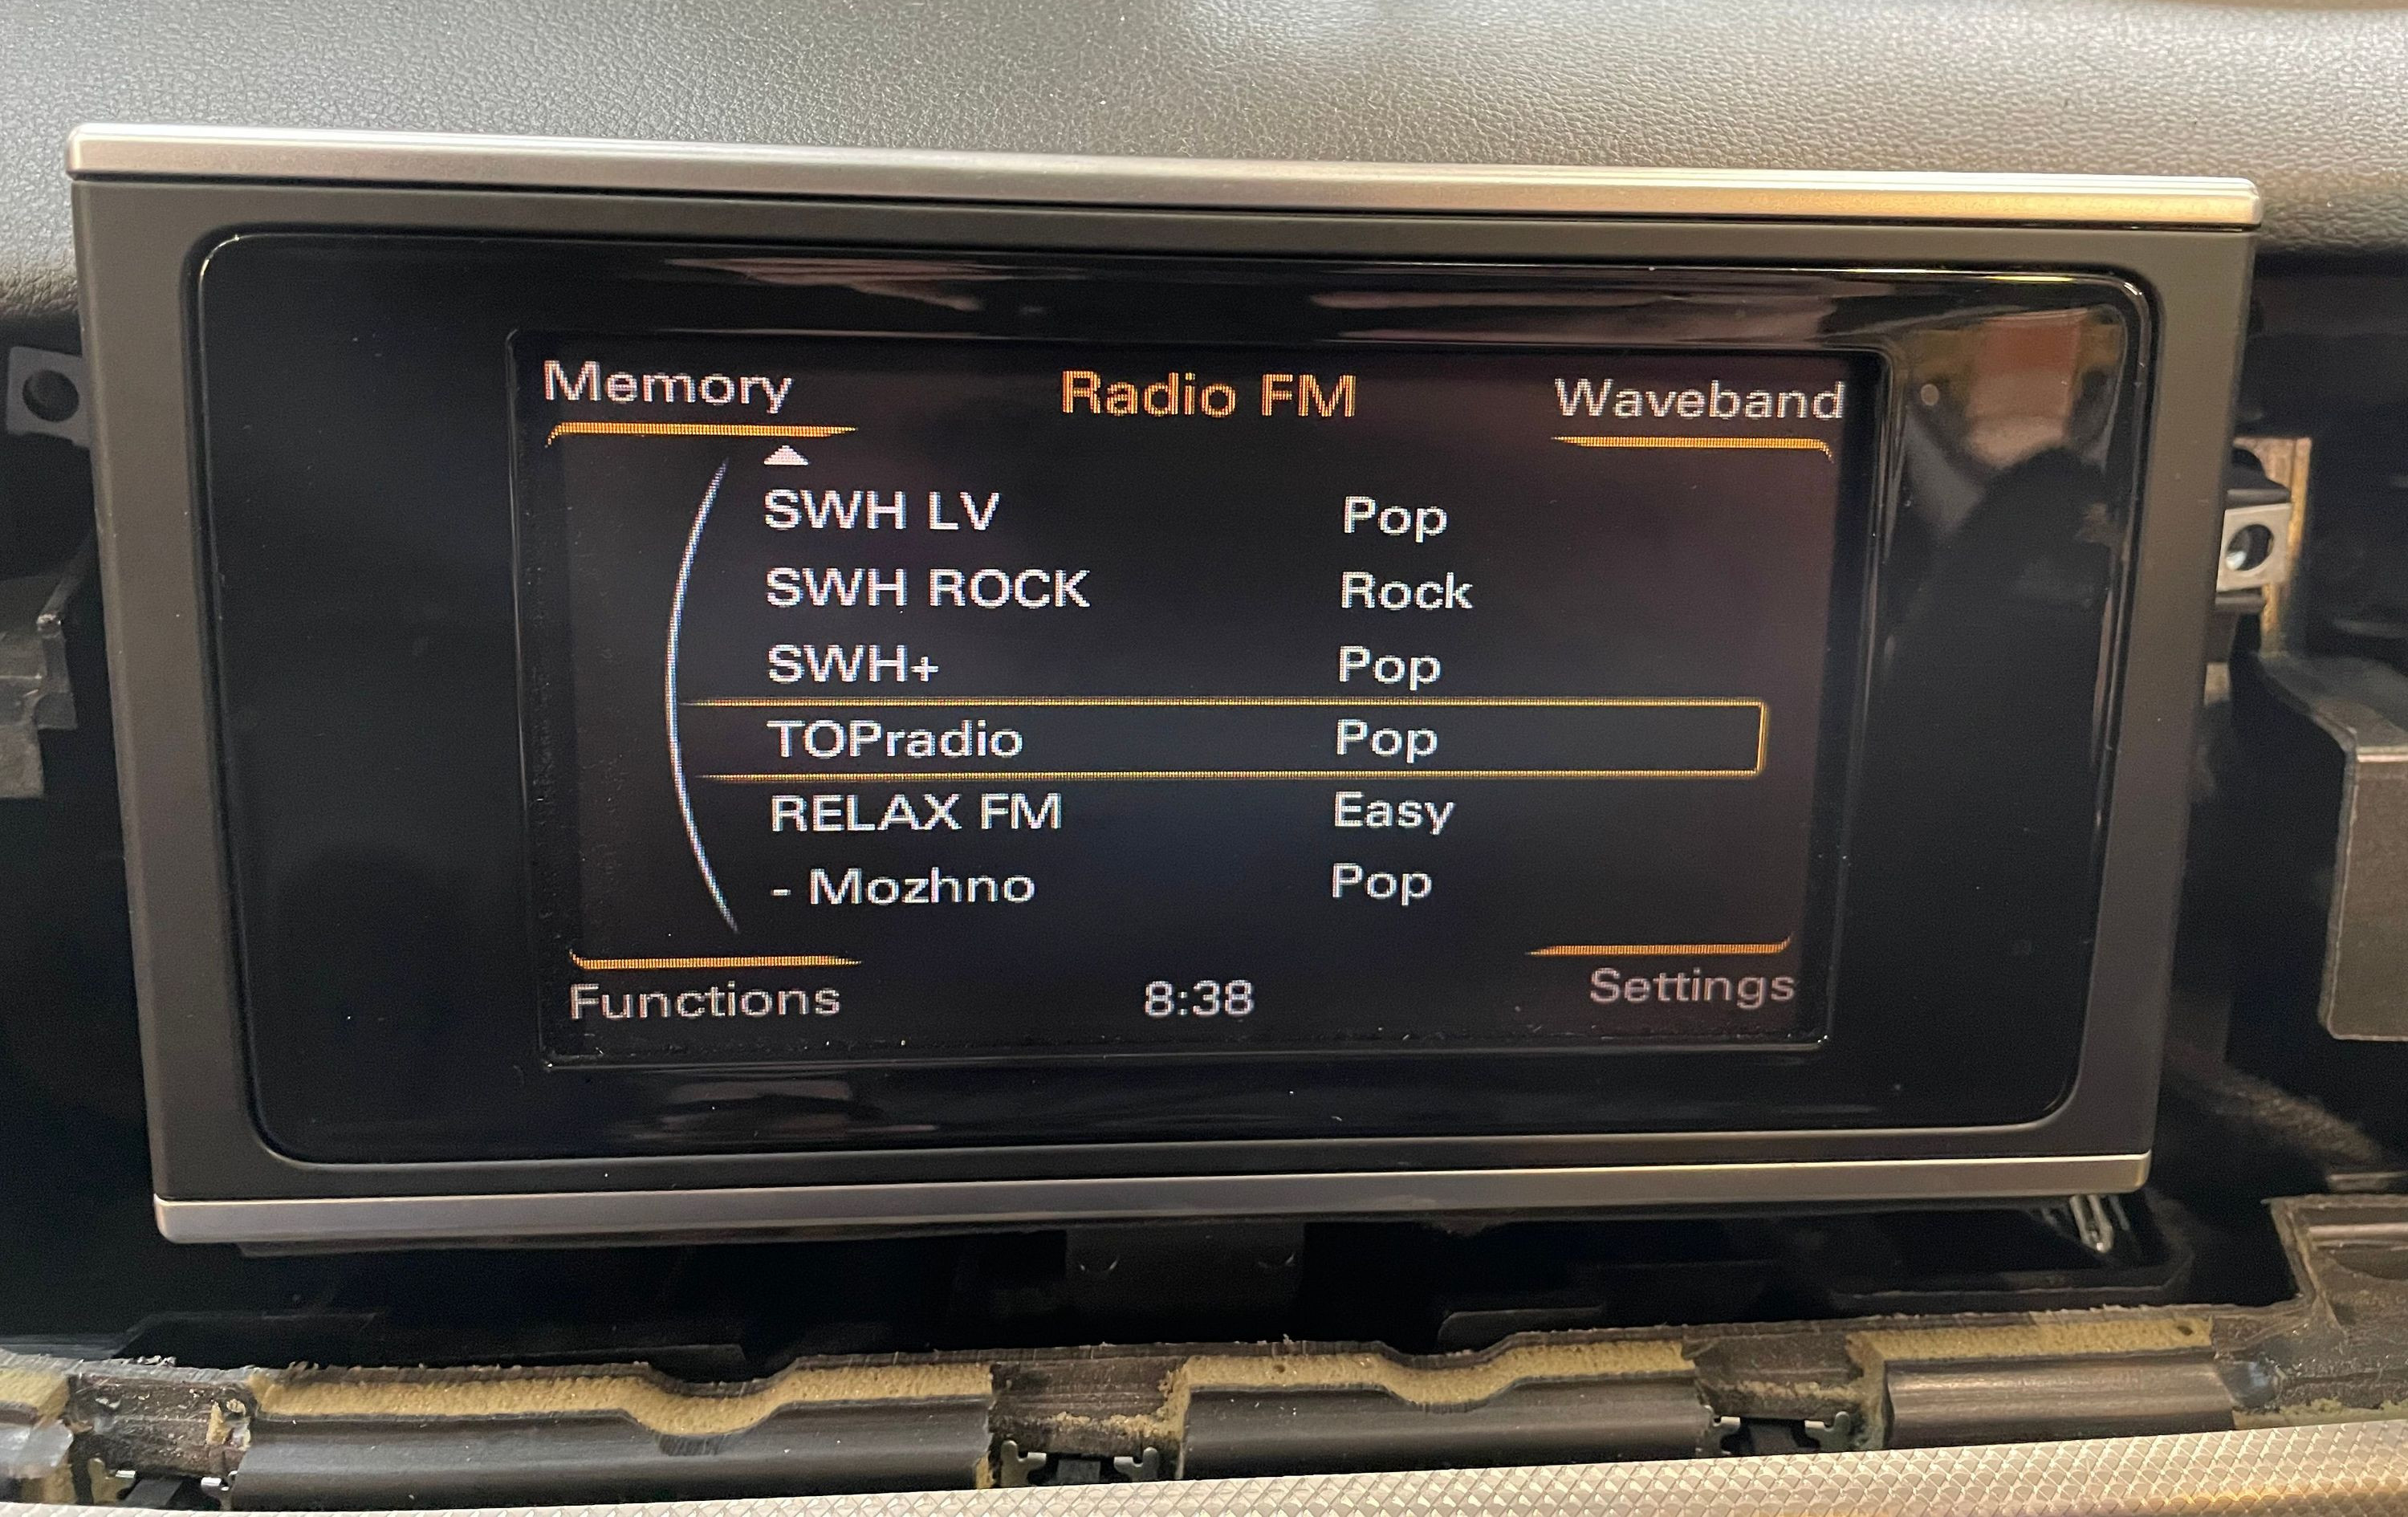 Memory Radio FM Waveband
SWH LV Pop
SWH ROCK Rock
SWH+ Pop
TOPradio Pop
RELAX FM Easy
- Mozhno Pop
Functions 8:38 Settings